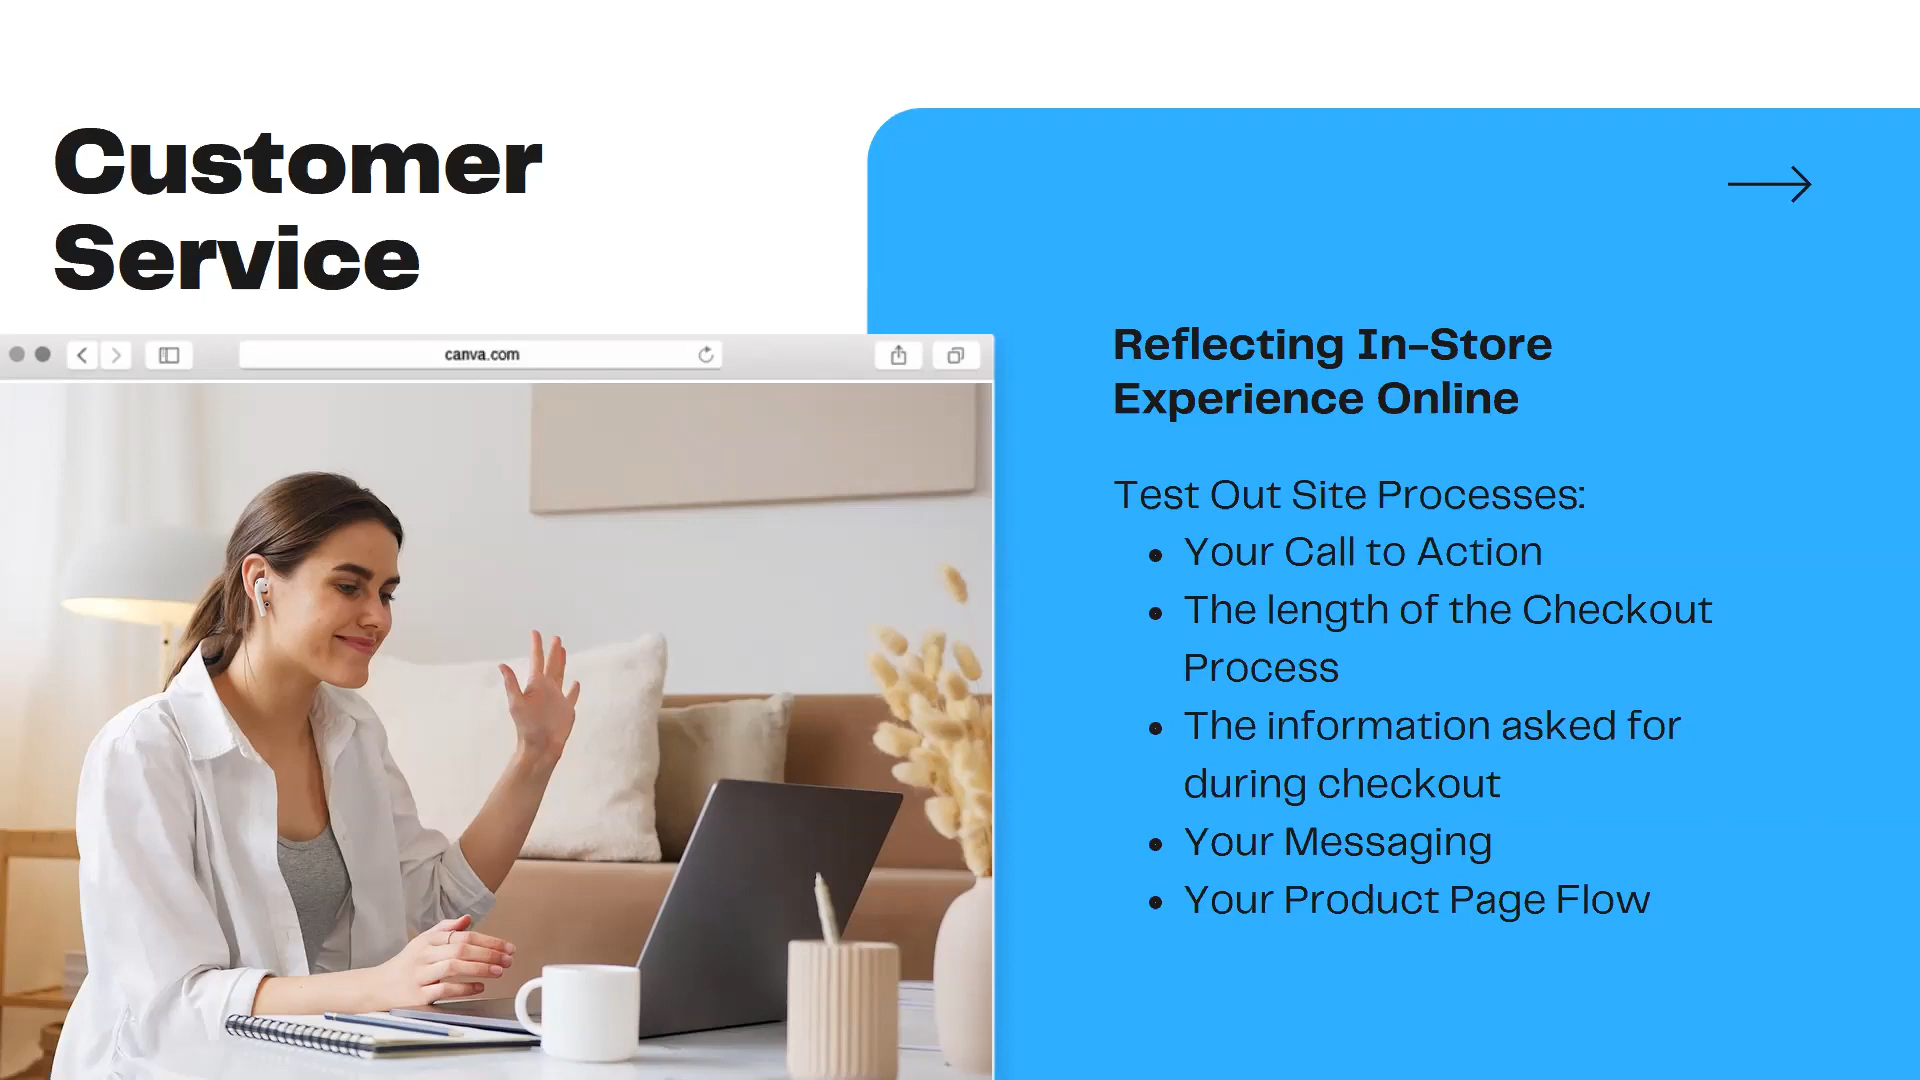 Customer
Service
canva.com
Reflecting In-Store
Experience Online
Test Out Site Processes:
• Your Call to Action
• The length of the Checkout
Process
• The information asked for
during checkout
• Your Messaging
• Your Product Page Flow